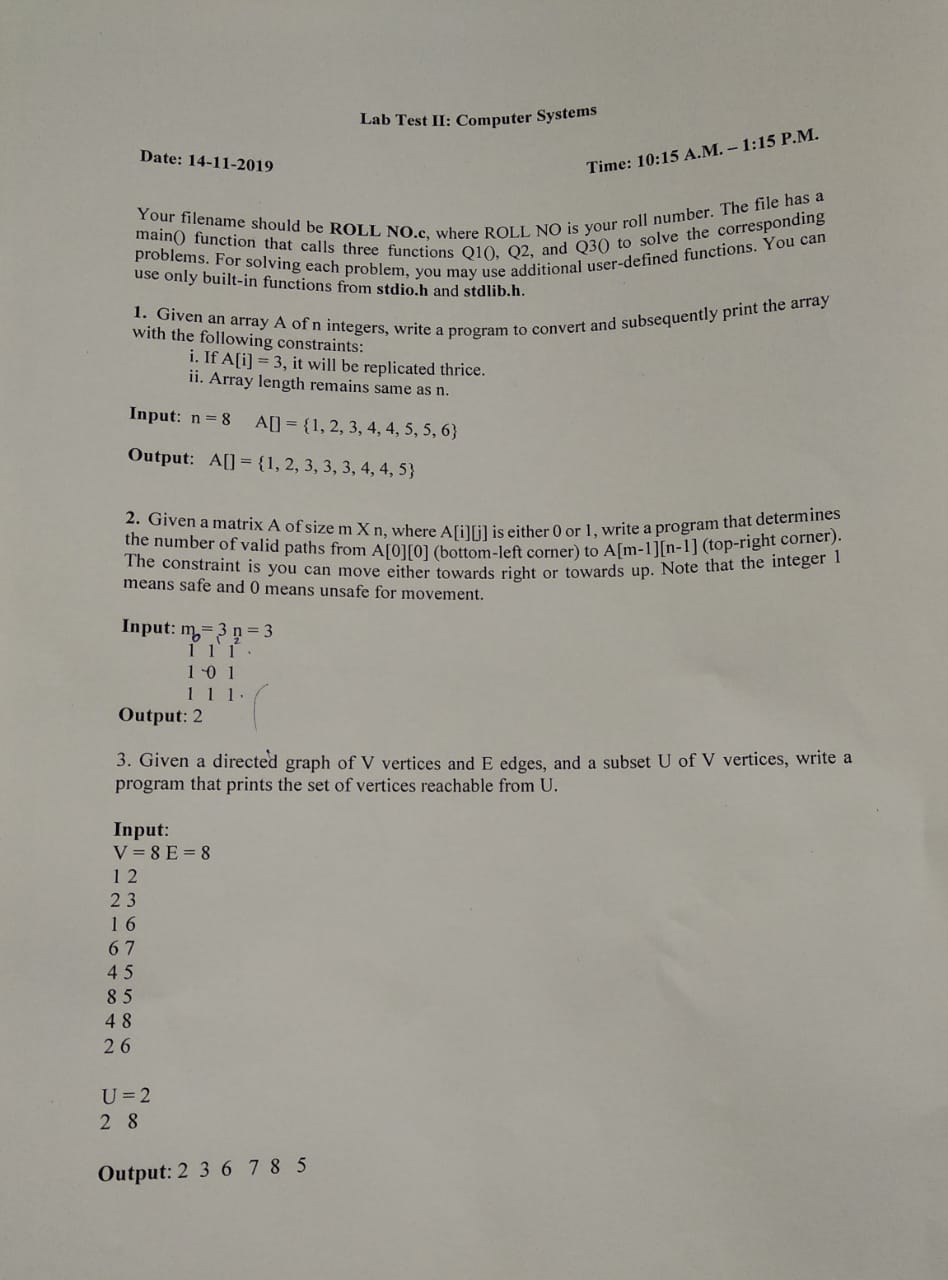 Lab Test II: Computer Systems
Date: 14-11-2019 Time: 10:15 A.M. – 1:15 P.M.
Your filename should be ROLL NO.c, where ROLL NO is your roll number. The file has a
main() function that calls three functions Q1(), Q2, and Q3() to solve the corresponding
problems. For solving each problem, you may use additional user-defined functions. You can
use only built-in functions from stdio.h and stdlib.h.
1. Given an array A of n integers, write a program to convert and subsequently print the array
with the following constraints:
i. If A[i] = 3, it will be replicated thrice.
ii. Array length remains same as n.
Input: n = 8 A[] = {1, 2, 3, 4, 4, 5, 5, 6}
Output: A[] = {1, 2, 3, 3, 3, 4, 4, 5}
2. Given a matrix A of size m X n, where A[i][j] is either 0 or 1, write a program that determines
the number of valid paths from A[0][0] (bottom-left corner) to A[m-1][n-1] (top-right corner).
The constraint is you can move either towards right or towards up. Note that the integer 1
means safe and 0 means unsafe for movement.
Input: m = 3 n = 3
0 1 2
1 1 1
1 0 1
1 1 1
Output: 2
3. Given a directed graph of V vertices and E edges, and a subset U of V vertices, write a
program that prints the set of vertices reachable from U.
Input:
V = 8 E = 8
1 2
2 3
1 6
6 7
4 5
8 5
4 8
2 6
U = 2
2 8
Output: 2 3 6 7 8 5